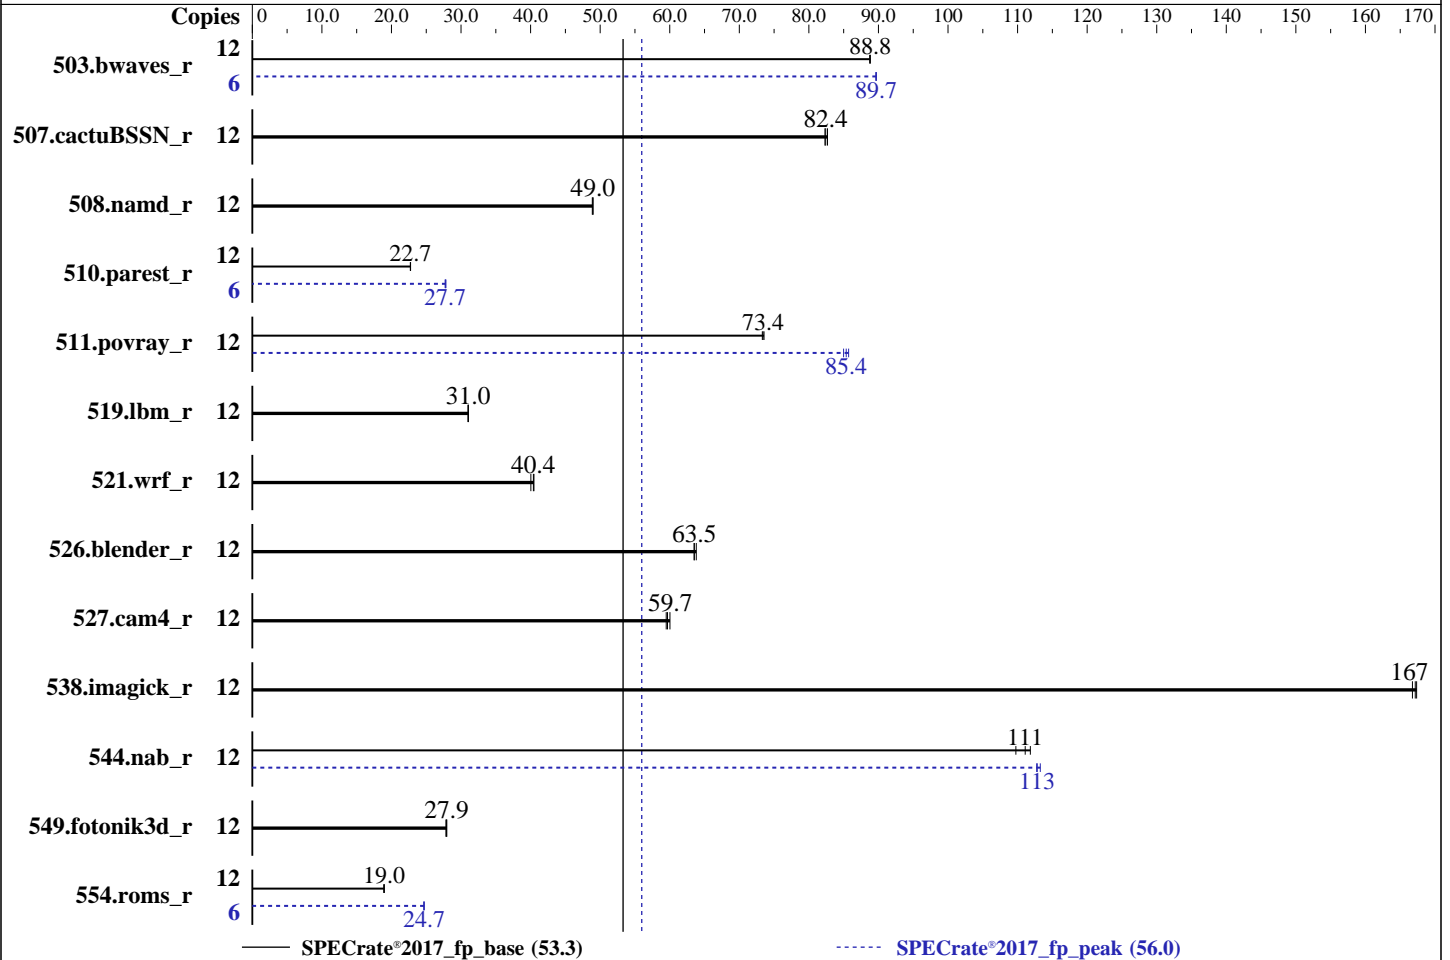 Copies 0 10.0 20.0 30.0 40.0 50.0 60.0 70.0 80.0 90.0 100 110 120 130 140 150 160 170
503.bwaves_r 12 88.8
6 89.7
507.cactuBSSN_r 12 82.4
508.namd_r 12 49.0
510.parest_r 12 22.7
6 27.7
511.povray_r 12 73.4
85.4
519.lbm_r 12 31.0
521.wrf_r 12 40.4
526.blender_r 12 63.5
527.cam4_r 12 59.7
538.imagick_r 12 167
544.nab_r 12 111
113
549.fotonik3d_r 12 27.9
554.roms_r 12 19.0
6 24.7
SPECrate®2017_fp_base (53.3) SPECrate®2017_fp_peak (56.0)